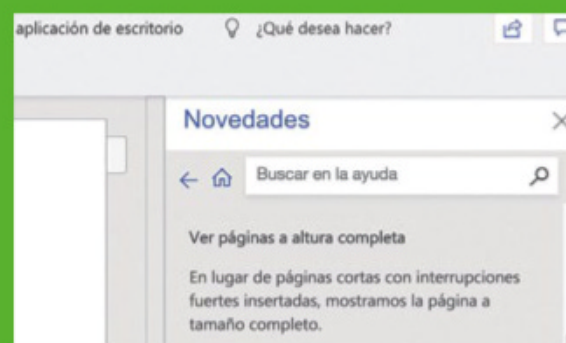 aplicación de escritorio ¿Qué desea hacer?
Novedades
Buscar en la ayuda
Ver páginas a altura completa
En lugar de páginas cortas con interrupciones
fuertes insertadas, mostramos la página a
tamaño completo.